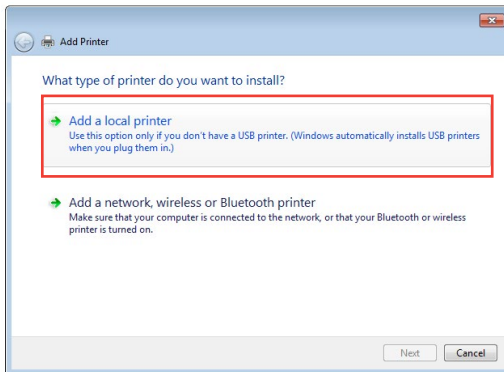 Add Printer
What type of printer do you want to install?
Add a local printer
Use this option only if you don't have a USB printer. (Windows automatically installs USB printers
when you plug them in.)
Add a network, wireless or Bluetooth printer
Make sure that your computer is connected to the network, or that your Bluetooth or wireless
printer is turned on.
Next Cancel